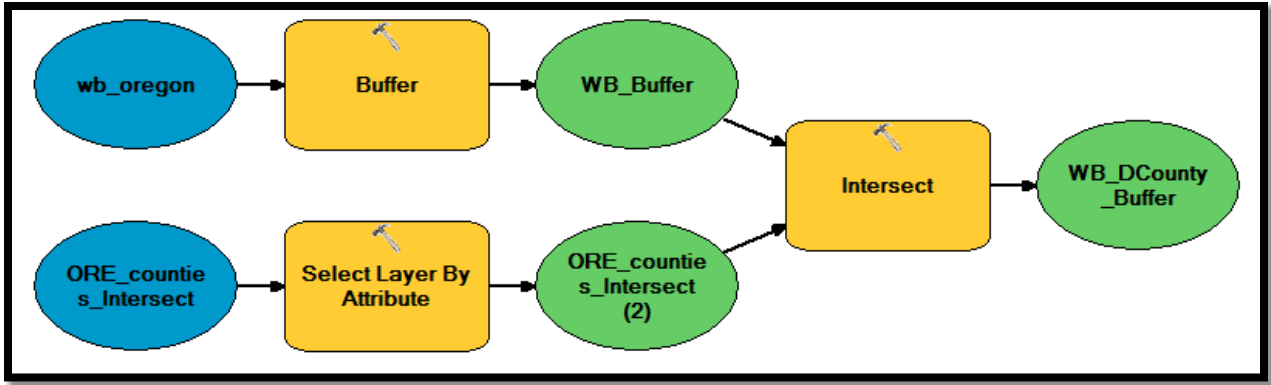 wb_oregon
Buffer
WB_Buffer
Intersect
WB_DCounty
_Buffer
ORE_countie
s_Intersect
Select Layer By
Attribute
ORE_countie
s_Intersect
(2)